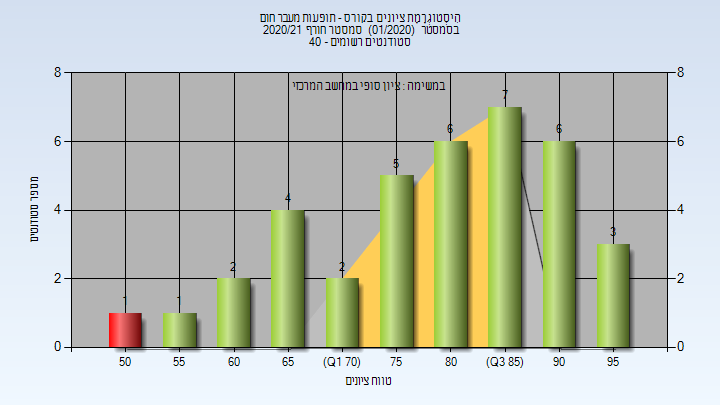 היסטוגרמת ציונים בקורס - תופעות מעבר חום
בסמסטר (01/2020) סמסטר חורף 2020/21
סטודנטים רשומים - 40
במשימה : ציון סופי במחשב המרכזי
8 8
7
6 6 6 6
5
4 4 4
3
2 2 2 2
1 1
0 0
מספר סטודנטים
50 55 60 65 (Q1 70) 75 80 (Q3 85) 90 95
טווח ציונים